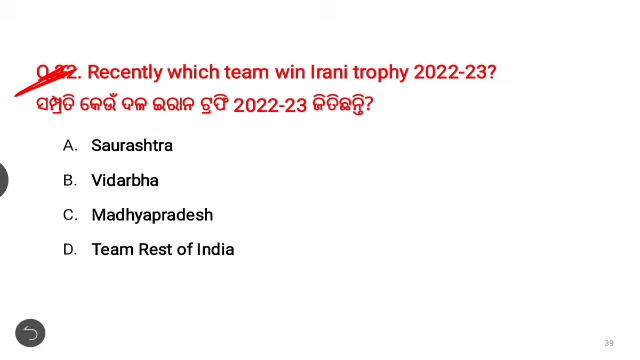 Q.22. Recently which team win Irani trophy 2022-23?
ସମ୍ପ୍ରତି କେଉଁ ଦଳ ଇରାନ ଟ୍ରଫି 2022-23 ଜିତିଛନ୍ତି?
A. Saurashtra
B. Vidarbha
C. Madhyapradesh
D. Team Rest of India
39